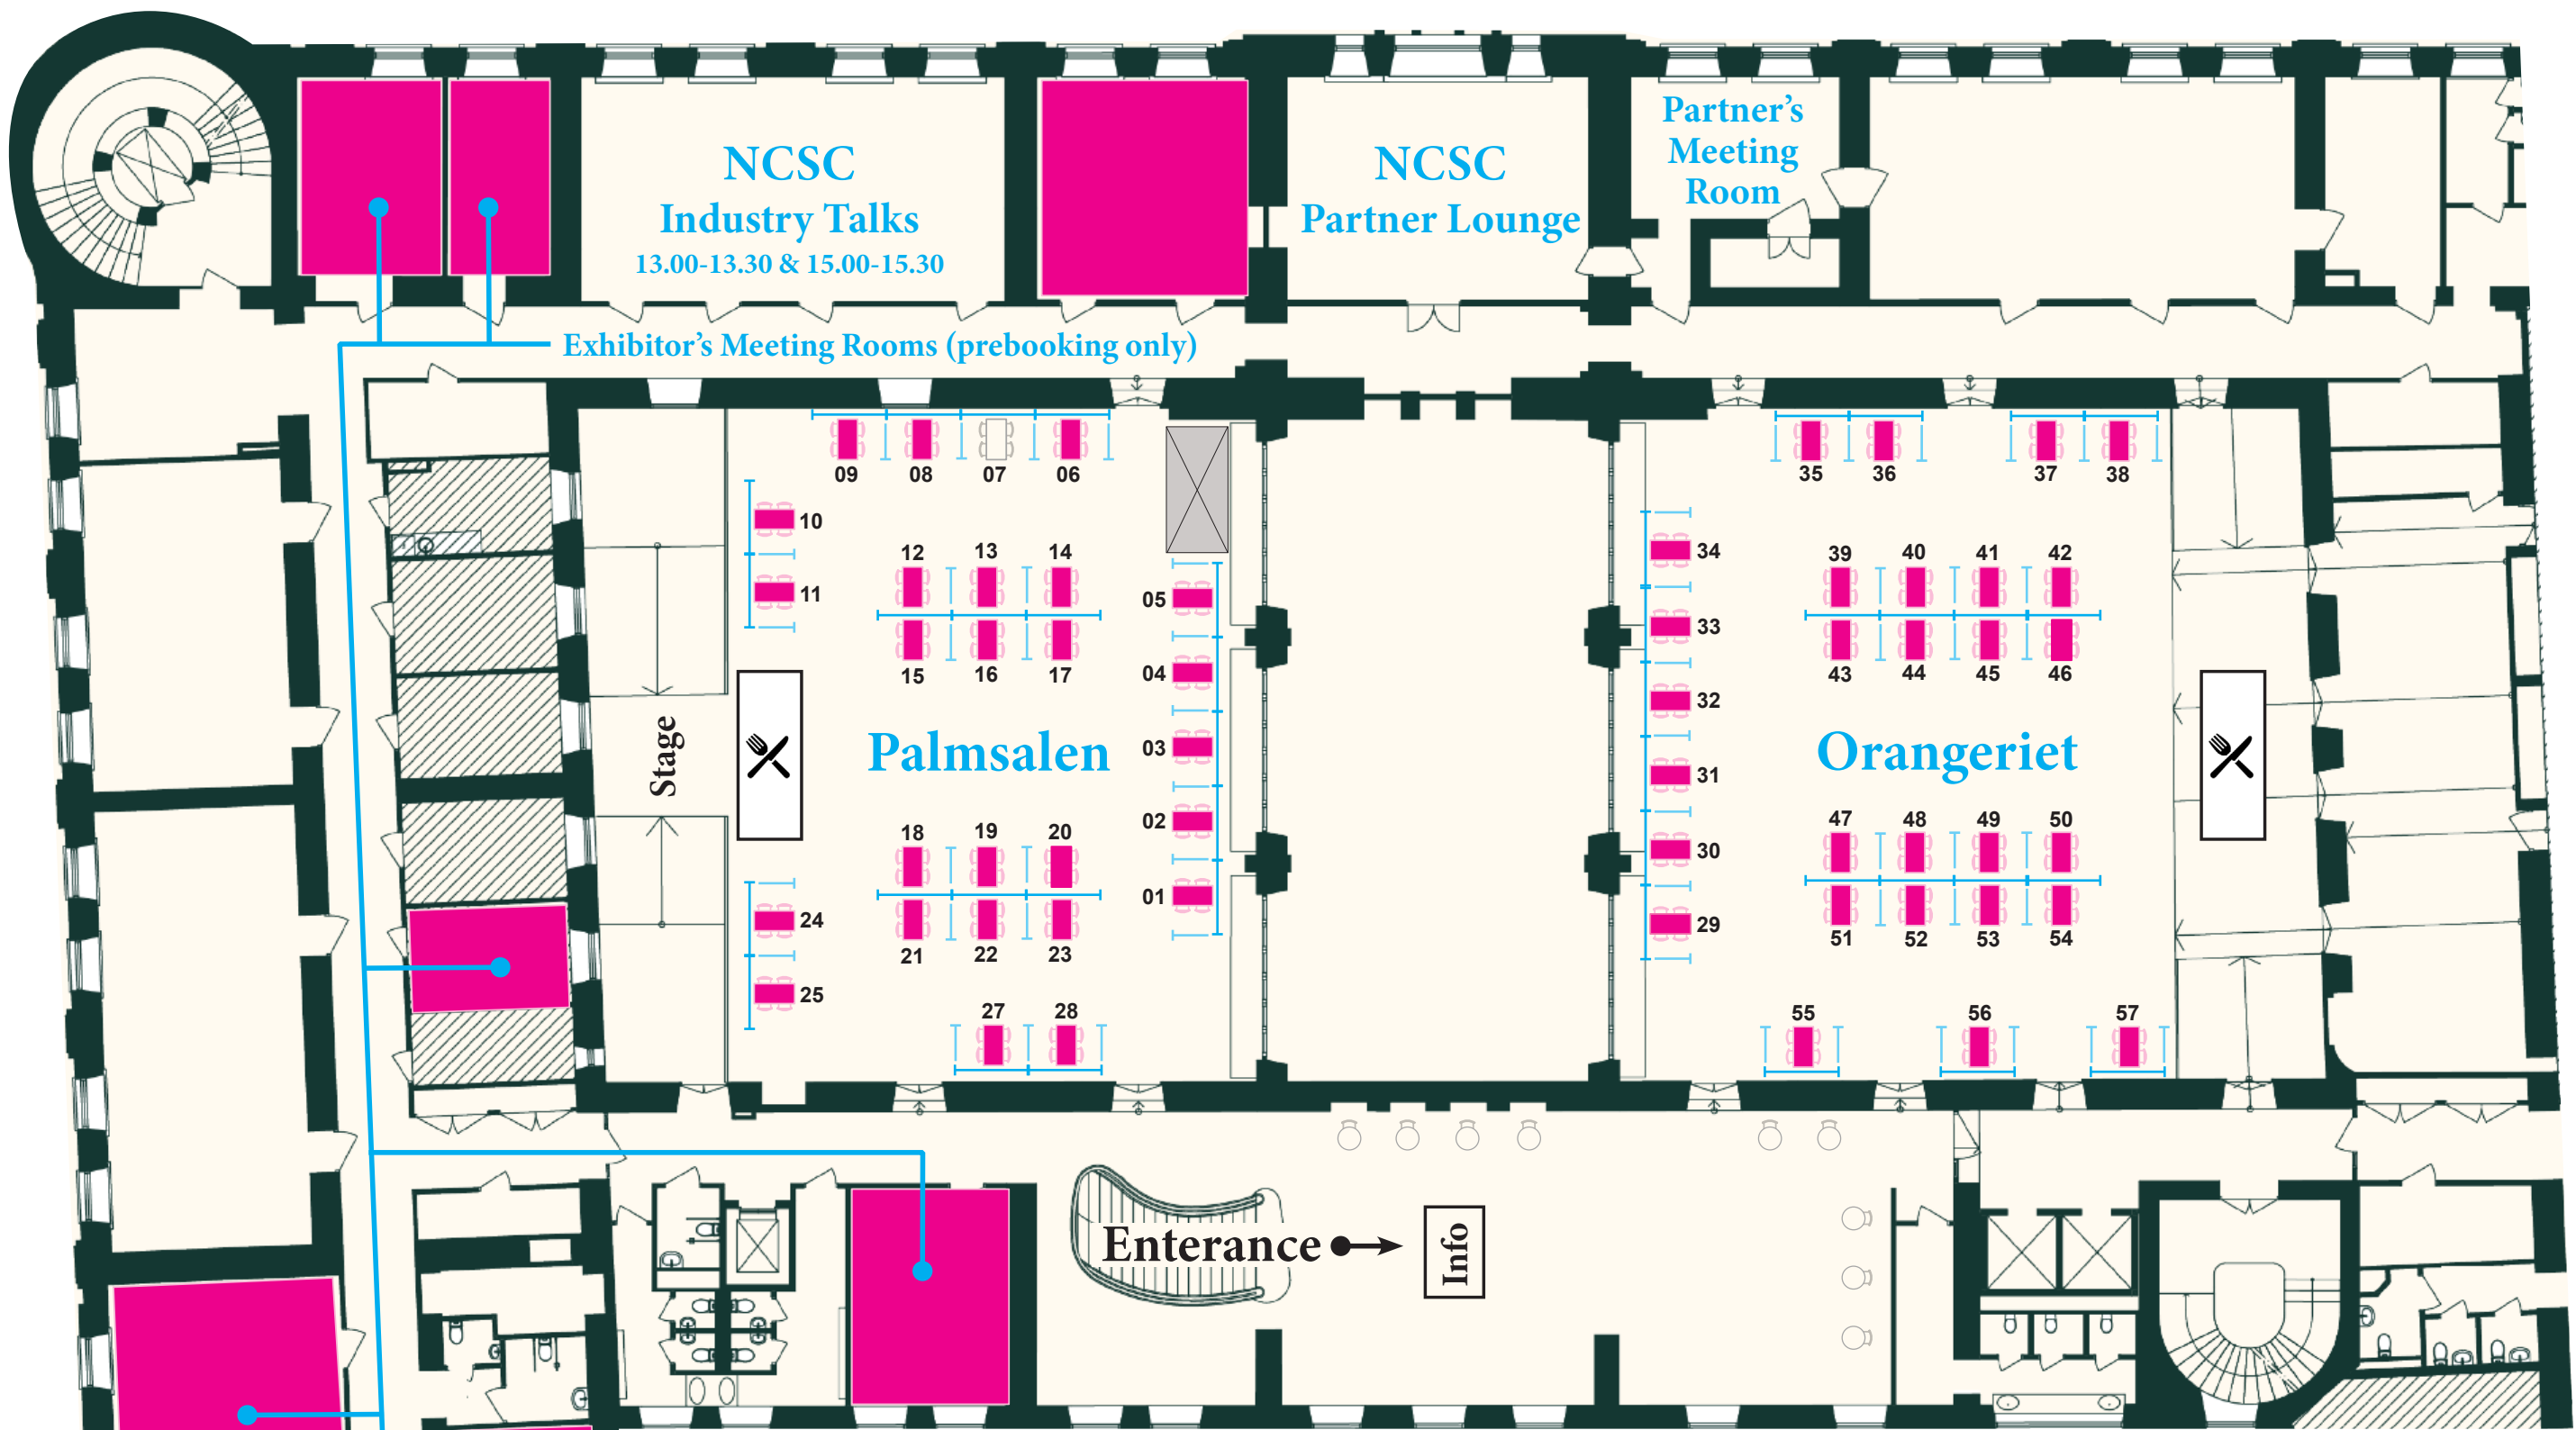 NCSC
Industry Talks
13.00-13.30 & 15.00-15.30
NCSC
Partner Lounge
Partner's
Meeting
Room
Exhibitor's Meeting Rooms (prebooking only)
09 08 07 06
10
11
12 13 14
15 16 17
05
04
03
02
01
Stage
Palmsalen
18 19 20
21 22 23
24
25
27 28
35 36 37 38
34
33
32
31
30
29
39 40 41 42
43 44 45 46
Orangeriet
47 48 49 50
51 52 53 54
55 56 57
Enterance
Info